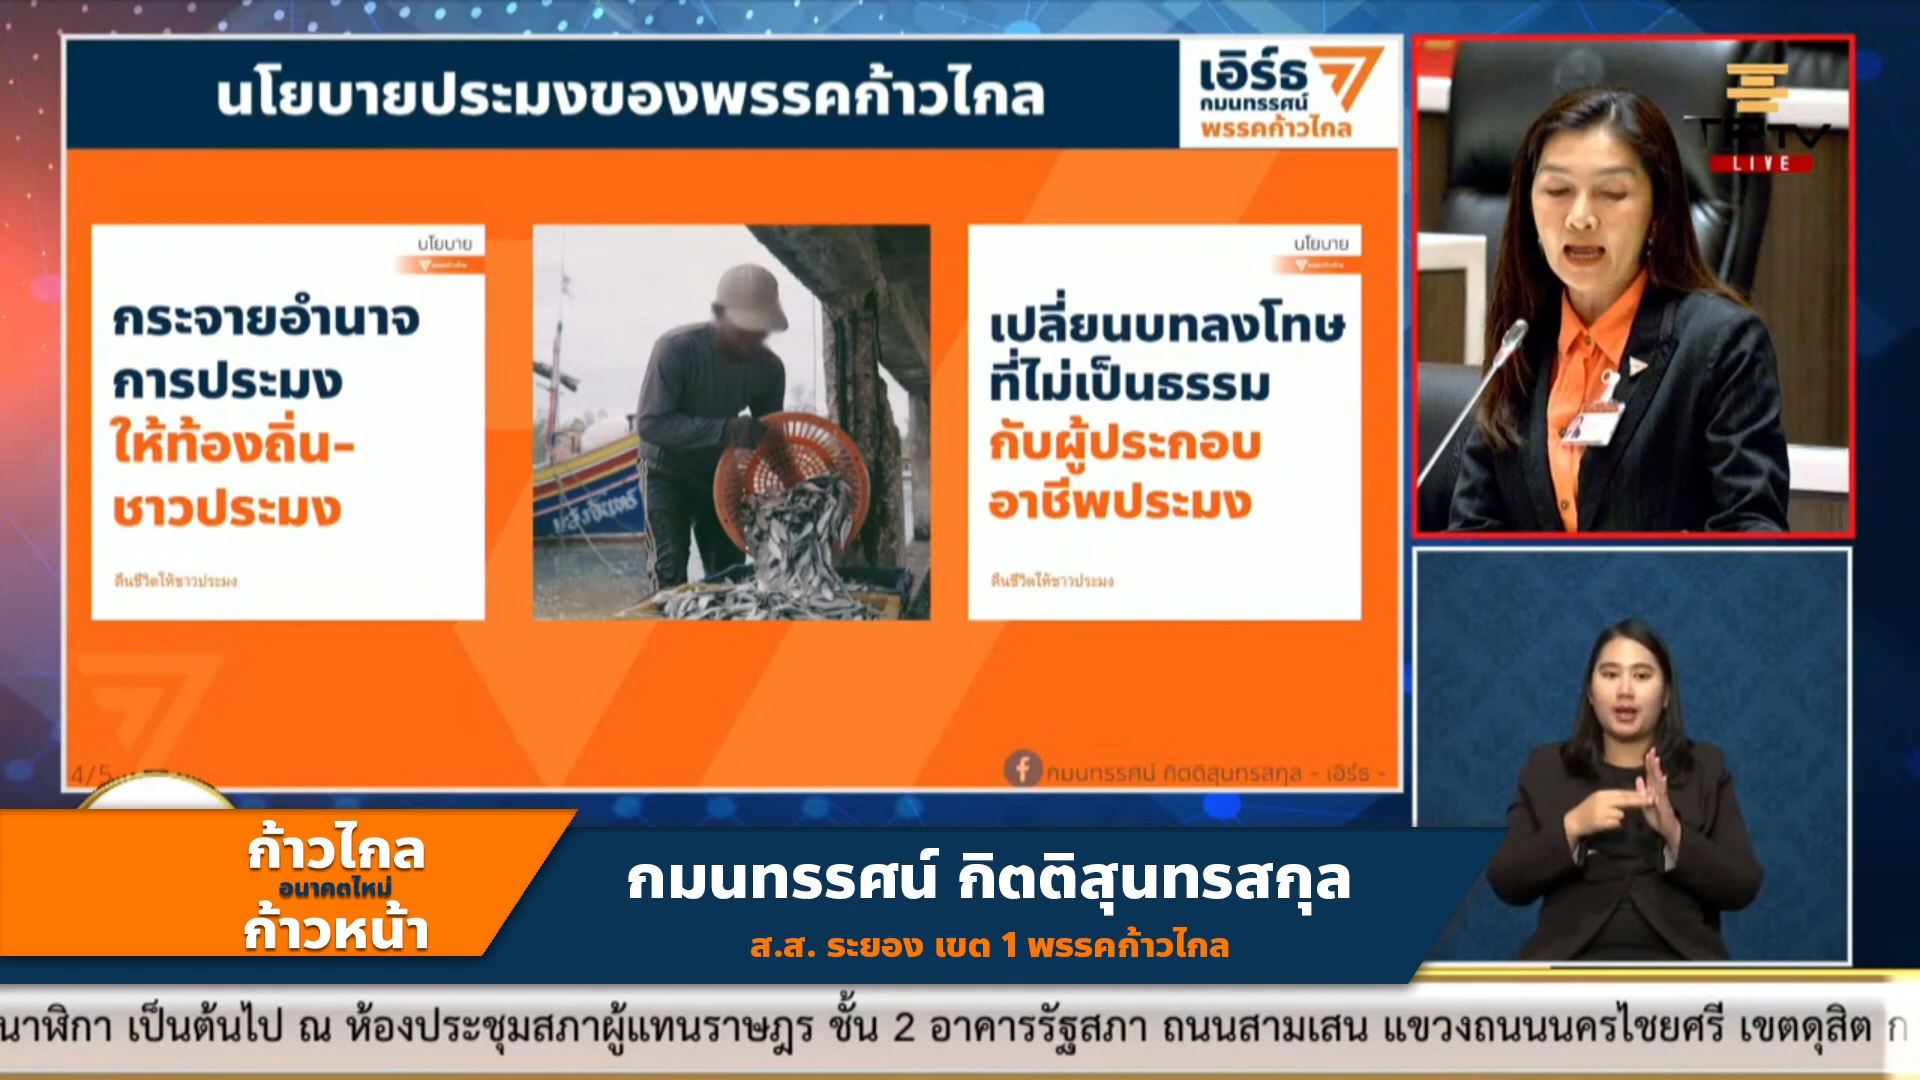 นโยบายประมงของพรรคก้าวไกล
เอิร์ธ
กมนทรรศน์
พรรคก้าวไกล
นโยบาย
กระจายอำนาจ
การประมง
ให้ท้องถิ่น-
ชาวประมง
คืนชีวิตให้ชาวประมง
นโยบาย
เปลี่ยนบทลงโทษ
ที่ไม่เป็นธรรม
กับผู้ประกอบ
อาชีพประมง
คืนชีวิตให้ชาวประมง
4/5
กมนทรรศน์ กิตติสุนทรสกุล - เอิร์ธ -
LIVE
ก้าวไกล
อนาคตใหม่
ก้าวหน้า
กมนทรรศน์ กิตติสุนทรสกุล
ส.ส. ระยอง เขต 1 พรรคก้าวไกล
นาฬิกา เป็นต้นไป ณ ห้องประชุมสภาผู้แทนราษฎร ชั้น 2 อาคารรัฐสภา ถนนสามเสน แขวงถนนนครไชยศรี เขตดุสิต ก